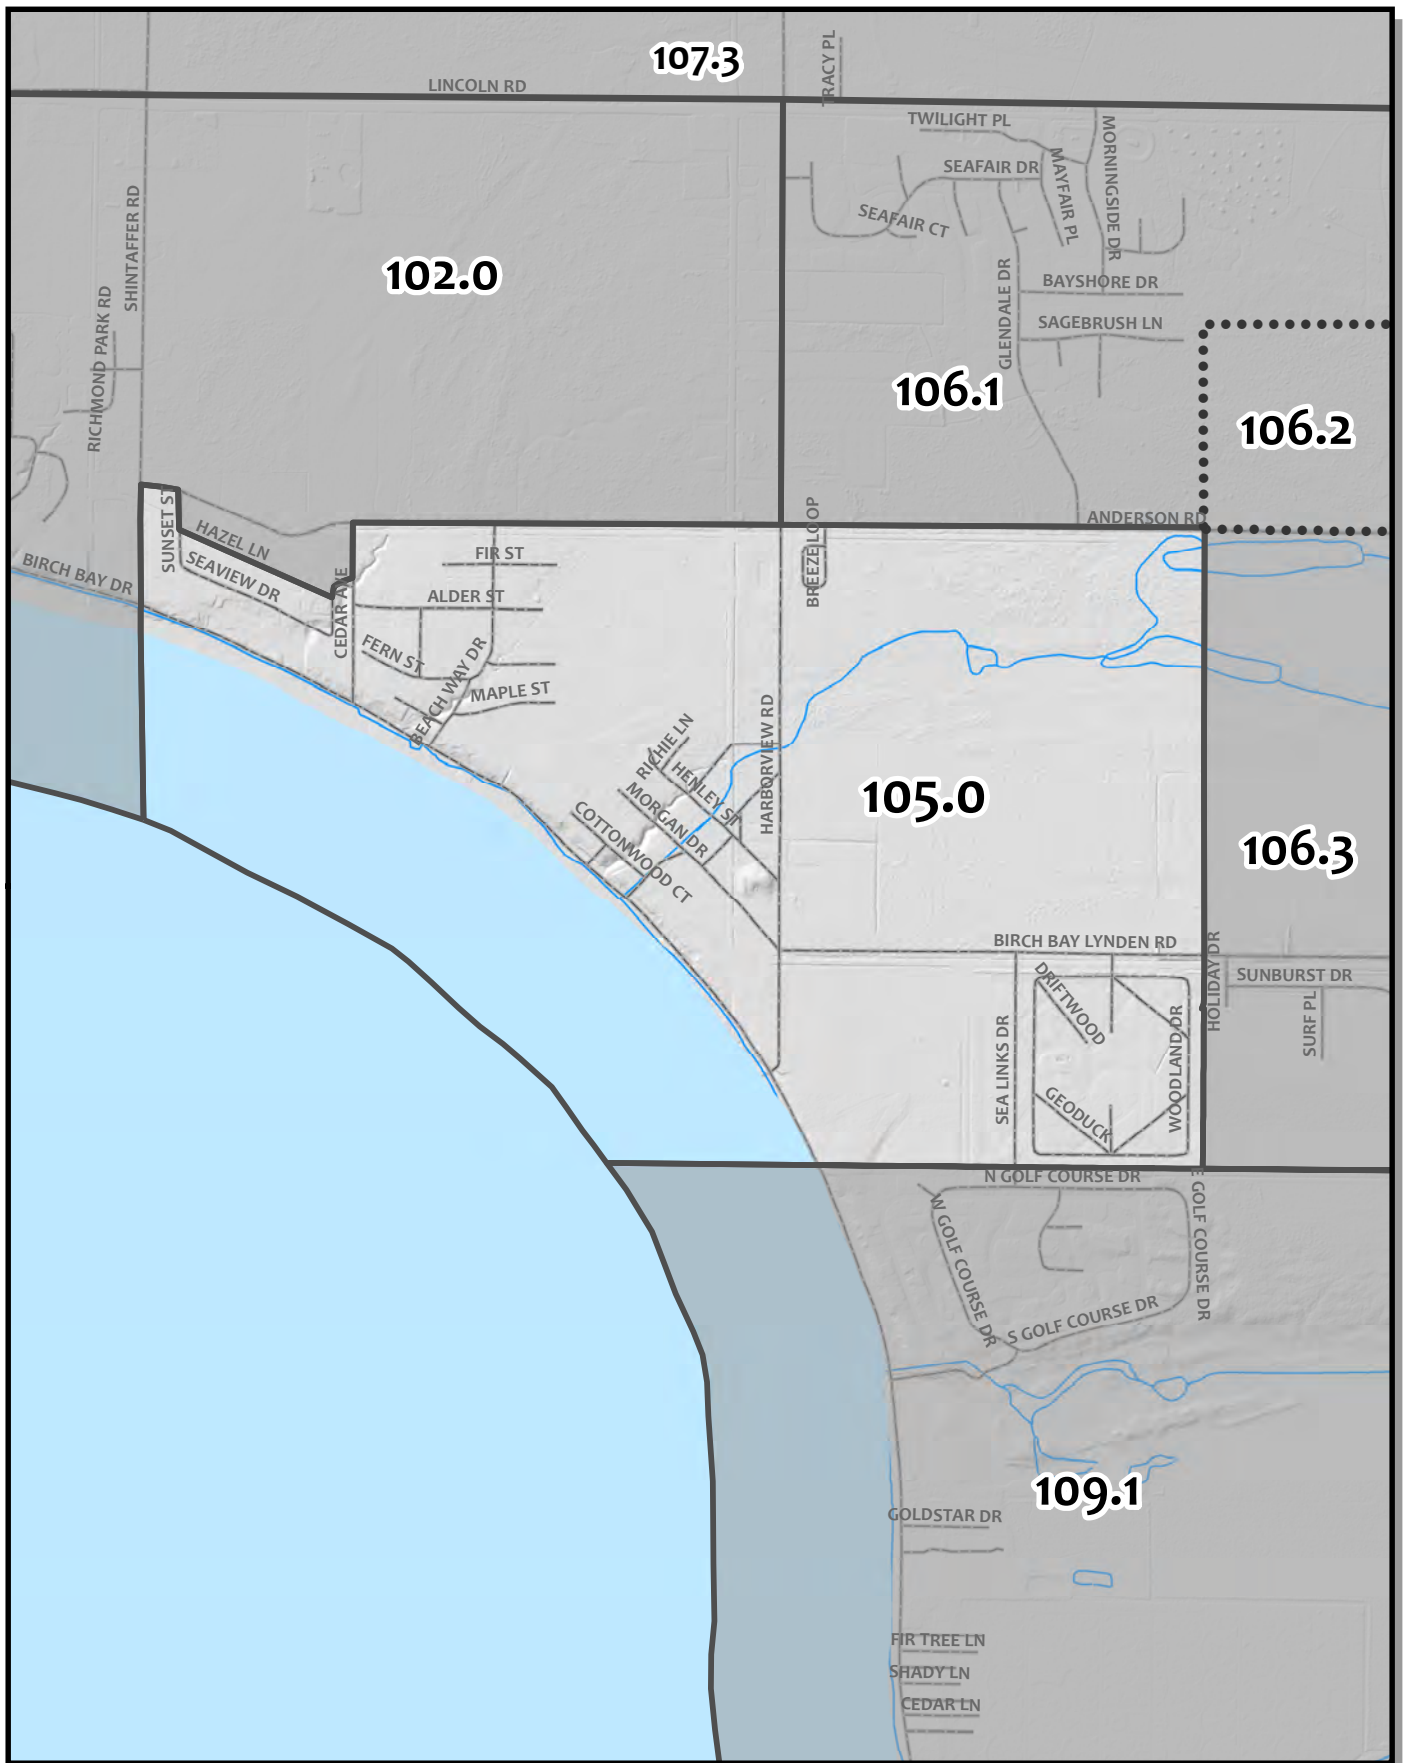 107.3
TRACY PL
LINCOLN RD
TWILIGHT PL
MORNINGSIDE DR
SEAFAIR DR
MAYFAIR PL
SEAFAIR CT
SHINTAFFER RD
102.0
BAYSHORE DR
GLENDALE DR
RICHMOND PARK RD
SAGEBRUSH LN
106.1
106.2
SUNSET ST
ANDERSON RD
BREEZE LOOP
HAZEL LN
FIR ST
SEAVIEW DR
BIRCH BAY DR
CEDAR AVE
ALDER ST
FERN ST
BEACH WAY DR
MAPLE ST
RICHIE LN
HARBORVIEW RD
HENLEY ST
MORGAN DR
105.0
COTTONWOOD CT
106.3
BIRCH BAY LYNDEN RD
HOLIDAY DR
SUNBURST DR
DRIFTWOOD
SURF PL
SEA LINKS DR
WOODLAND DR
GEODUCK
N GOLF COURSE DR
E GOLF COURSE DR
W GOLF COURSE DR
S GOLF COURSE DR
109.1
GOLDSTAR DR
FIR TREE LN
SHADY LN
CEDAR LN